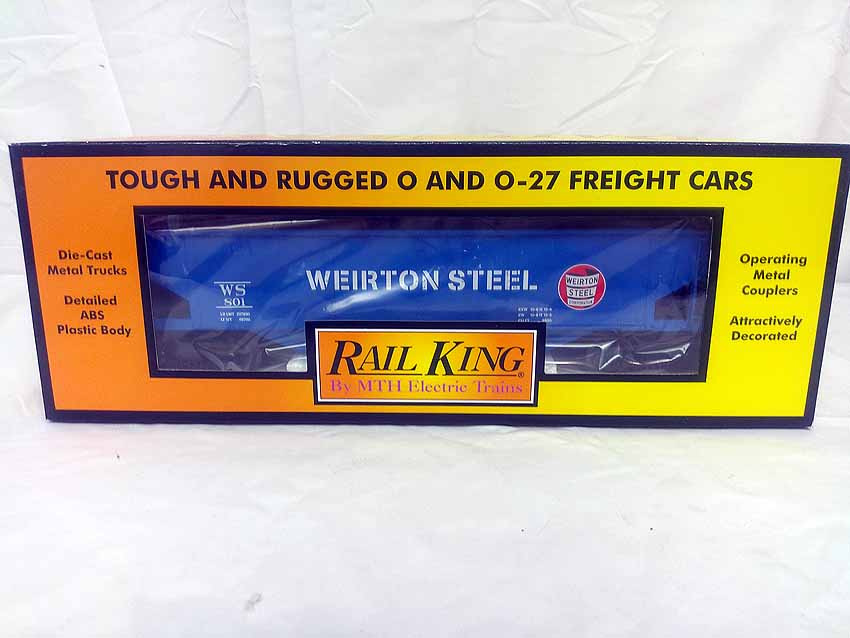 TOUGH AND RUGGED O AND O-27 FREIGHT CARS
Die-Cast
Metal Trucks
Detailed
ABS
Plastic Body
WS
801
WEIRTON STEEL
WEIRTON
STEEL
CORPORATION
Operating
Metal
Couplers
Attractively
Decorated
RAIL KING®
By MTH Electric Trains